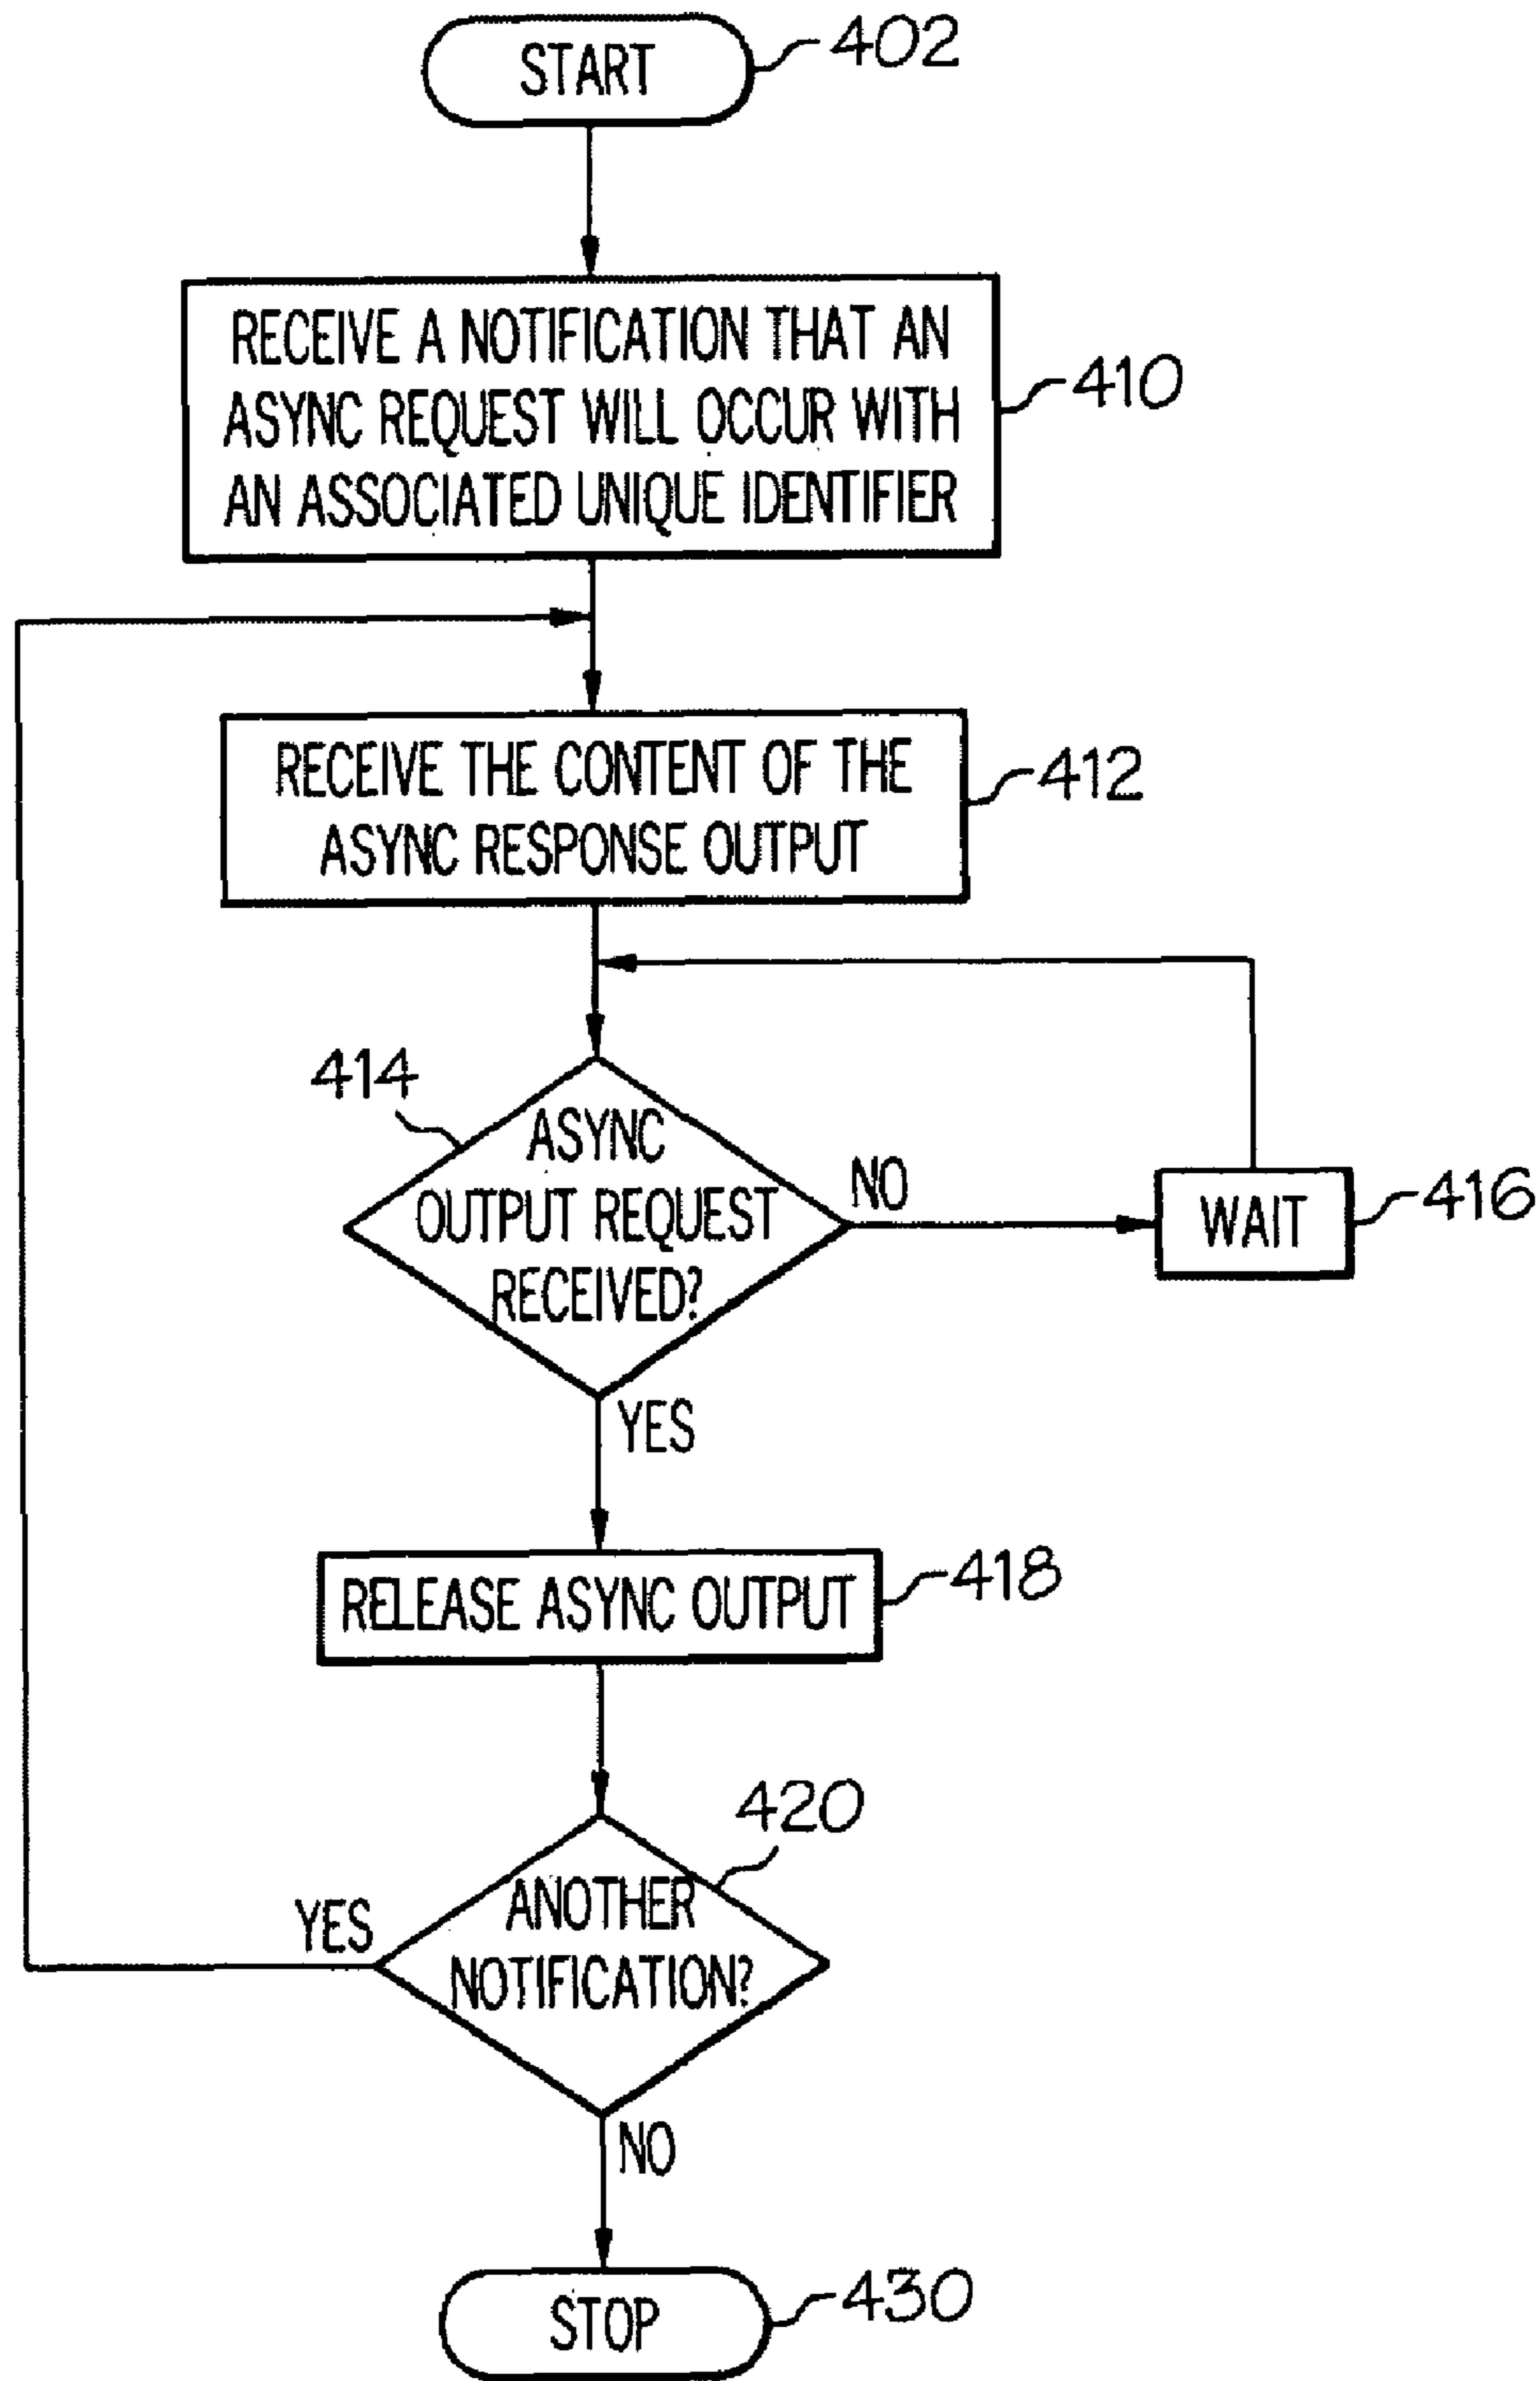 START
402
RECEIVE A NOTIFICATION THAT AN
ASYNC REQUEST WILL OCCUR WITH
AN ASSOCIATED UNIQUE IDENTIFIER
410
RECEIVE THE CONTENT OF THE
ASYNC RESPONSE OUTPUT
412
414
ASYNC
OUTPUT REQUEST
RECEIVED?
NO
WAIT
416
YES
RELEASE ASYNC OUTPUT
418
420
ANOTHER
NOTIFICATION?
YES
NO
STOP
430